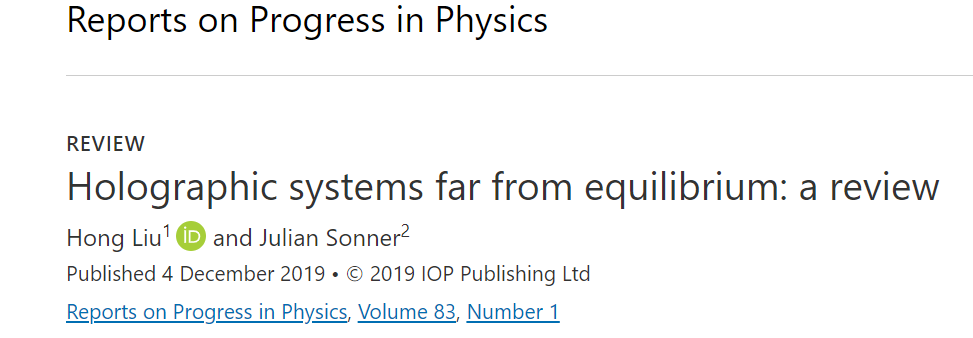 Reports on Progress in Physics
REVIEW
Holographic systems far from equilibrium: a review
Hong Liu1 iD and Julian Sonner2
Published 4 December 2019 • © 2019 IOP Publishing Ltd
Reports on Progress in Physics, Volume 83, Number 1